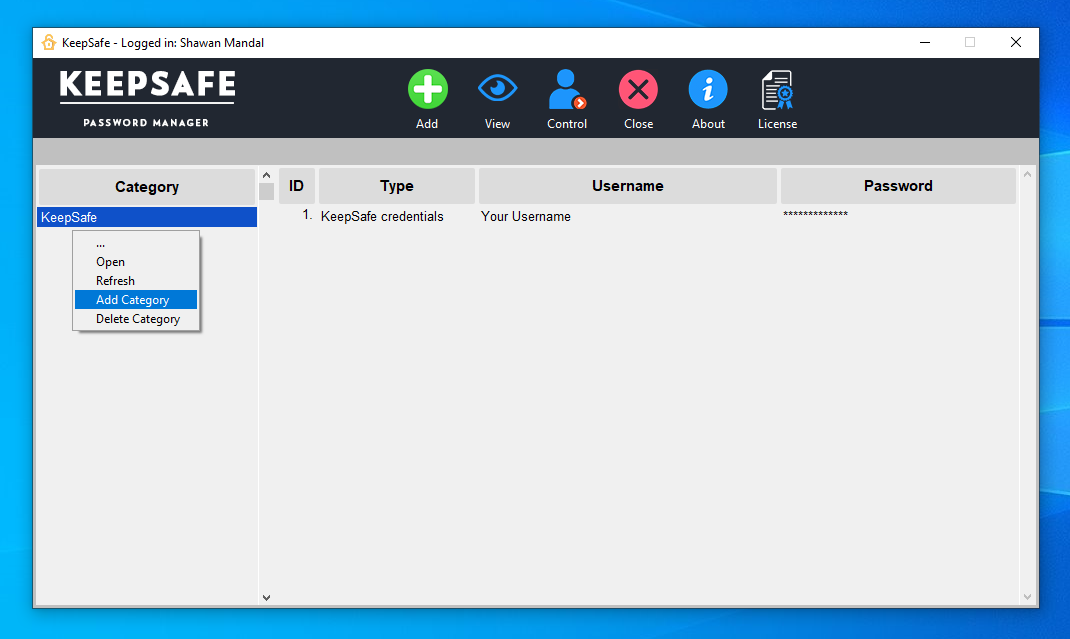 KeepSafe - Logged in: Shawan Mandal
KEEPSAFE
PASSWORD MANAGER
Add View Control Close About License
Category ID Type Username Password
KeepSafe 1. KeepSafe credentials Your Username *************
...
Open
Refresh
Add Category
Delete Category